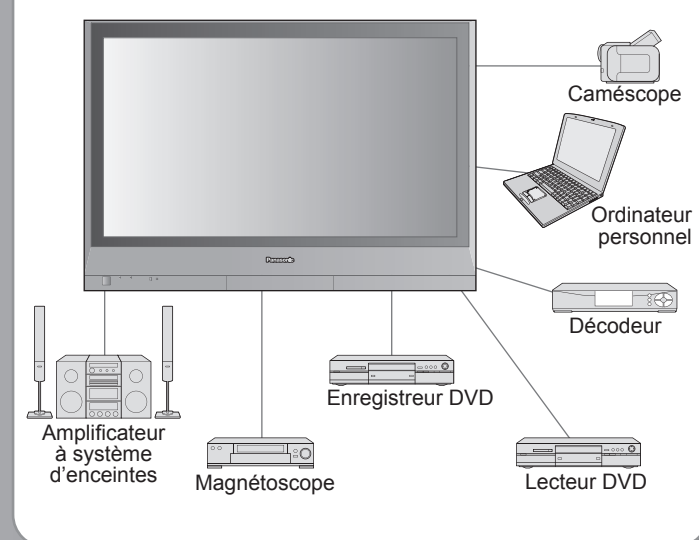 Caméscope
Ordinateur
personnel
Panasonic
Décodeur
Enregistreur DVD
Amplificateur
à système
d'enceintes
Magnétoscope
Lecteur DVD